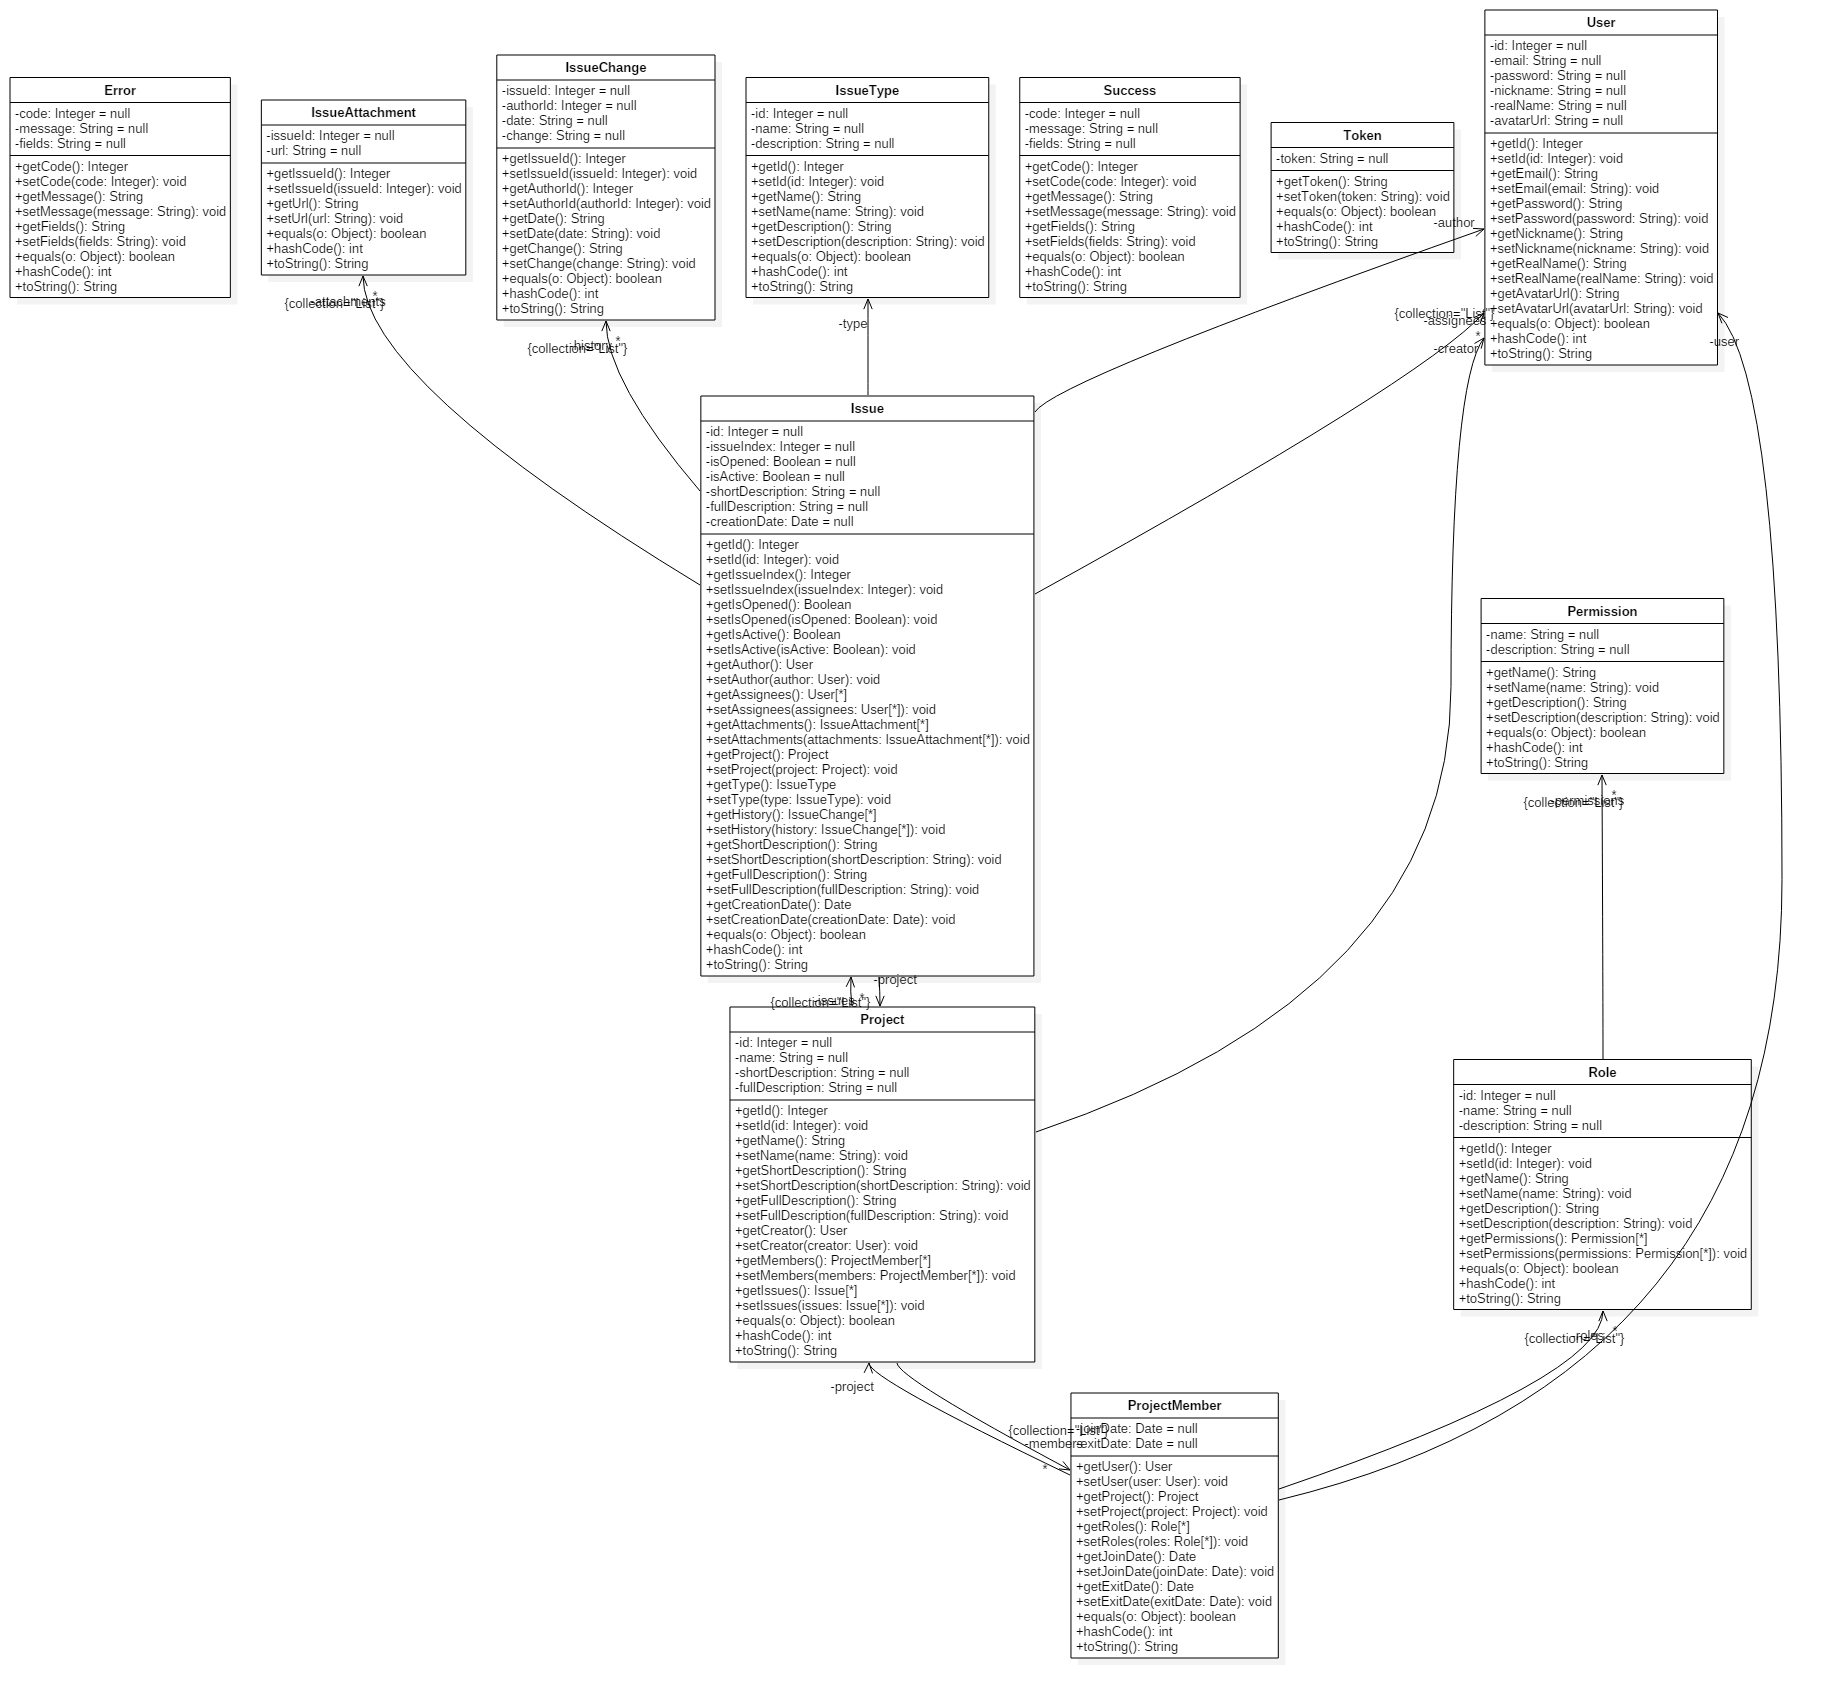 Error
-code: Integer = null
-message: String = null
-fields: String = null
+getCode(): Integer
+setCode(code: Integer): void
+getMessage(): String
+setMessage(message: String): void
+getFields(): String
+setFields(fields: String): void
+equals(o: Object): boolean
+hashCode(): int
+toString(): String
IssueAttachment
-issueId: Integer = null
-url: String = null
+getIssueId(): Integer
+setIssueId(issueId: Integer): void
+getUrl(): String
+setUrl(url: String): void
+equals(o: Object): boolean
+hashCode(): int
+toString(): String
-attachments
*
{collection="List"}
IssueChange
-issueId: Integer = null
-authorId: Integer = null
-date: String = null
-change: String = null
+getIssueId(): Integer
+setIssueId(issueId: Integer): void
+getAuthorId(): Integer
+setAuthorId(authorId: Integer): void
+getDate(): String
+setDate(date: String): void
+getChange(): String
+setChange(change: String): void
+equals(o: Object): boolean
+hashCode(): int
+toString(): String
-history
*
{collection="List"}
IssueType
-id: Integer = null
-name: String = null
-description: String = null
+getId(): Integer
+setId(id: Integer): void
+getName(): String
+setName(name: String): void
+getDescription(): String
+setDescription(description: String): void
+equals(o: Object): boolean
+hashCode(): int
+toString(): String
-type
Success
-code: Integer = null
-message: String = null
-fields: String = null
+getCode(): Integer
+setCode(code: Integer): void
+getMessage(): String
+setMessage(message: String): void
+getFields(): String
+setFields(fields: String): void
+equals(o: Object): boolean
+hashCode(): int
+toString(): String
Token
-token: String = null
+getToken(): String
+setToken(token: String): void
+equals(o: Object): boolean
+hashCode(): int
+toString(): String
User
-id: Integer = null
-email: String = null
-password: String = null
-nickname: String = null
-realName: String = null
-avatarUrl: String = null
+getId(): Integer
+setId(id: Integer): void
+getEmail(): String
+setEmail(email: String): void
+getPassword(): String
+setPassword(password: String): void
+getNickname(): String
+setNickname(nickname: String): void
+getRealName(): String
+setRealName(realName: String): void
+getAvatarUrl(): String
+setAvatarUrl(avatarUrl: String): void
+equals(o: Object): boolean
+hashCode(): int
+toString(): String
-author
{collection="List"}
-assignees
*
-creator
-user
Issue
-id: Integer = null
-issueIndex: Integer = null
-isOpened: Boolean = null
-isActive: Boolean = null
-shortDescription: String = null
-fullDescription: String = null
-creationDate: Date = null
+getId(): Integer
+setId(id: Integer): void
+getIssueIndex(): Integer
+setIssueIndex(issueIndex: Integer): void
+getIsOpened(): Boolean
+setIsOpened(isOpened: Boolean): void
+getIsActive(): Boolean
+setIsActive(isActive: Boolean): void
+getAuthor(): User
+setAuthor(author: User): void
+getAssignees(): User[*]
+setAssignees(assignees: User[*]): void
+getAttachments(): IssueAttachment[*]
+setAttachments(attachments: IssueAttachment[*]): void
+getProject(): Project
+setProject(project: Project): void
+getType(): IssueType
+setType(type: IssueType): void
+getHistory(): IssueChange[*]
+setHistory(history: IssueChange[*]): void
+getShortDescription(): String
+setShortDescription(shortDescription: String): void
+getFullDescription(): String
+setFullDescription(fullDescription: String): void
+getCreationDate(): Date
+setCreationDate(creationDate: Date): void
+equals(o: Object): boolean
+hashCode(): int
+toString(): String
-project
-issues
*
{collection="List"}
Permission
-name: String = null
-description: String = null
+getName(): String
+setName(name: String): void
+getDescription(): String
+setDescription(description: String): void
+equals(o: Object): boolean
+hashCode(): int
+toString(): String
-permissions
*
{collection="List"}
Project
-id: Integer = null
-name: String = null
-shortDescription: String = null
-fullDescription: String = null
+getId(): Integer
+setId(id: Integer): void
+getName(): String
+setName(name: String): void
+getShortDescription(): String
+setShortDescription(shortDescription: String): void
+getFullDescription(): String
+setFullDescription(fullDescription: String): void
+getCreator(): User
+setCreator(creator: User): void
+getMembers(): ProjectMember[*]
+setMembers(members: ProjectMember[*]): void
+getIssues(): Issue[*]
+setIssues(issues: Issue[*]): void
+equals(o: Object): boolean
+hashCode(): int
+toString(): String
-project
Role
-id: Integer = null
-name: String = null
-description: String = null
+getId(): Integer
+setId(id: Integer): void
+getName(): String
+setName(name: String): void
+getDescription(): String
+setDescription(description: String): void
+getPermissions(): Permission[*]
+setPermissions(permissions: Permission[*]): void
+equals(o: Object): boolean
+hashCode(): int
+toString(): String
-roles
*
{collection="List"}
ProjectMember
{collection="List"}
-members
*
-joinDate: Date = null
-exitDate: Date = null
+getUser(): User
+setUser(user: User): void
+getProject(): Project
+setProject(project: Project): void
+getRoles(): Role[*]
+setRoles(roles: Role[*]): void
+getJoinDate(): Date
+setJoinDate(joinDate: Date): void
+getExitDate(): Date
+setExitDate(exitDate: Date): void
+equals(o: Object): boolean
+hashCode(): int
+toString(): String